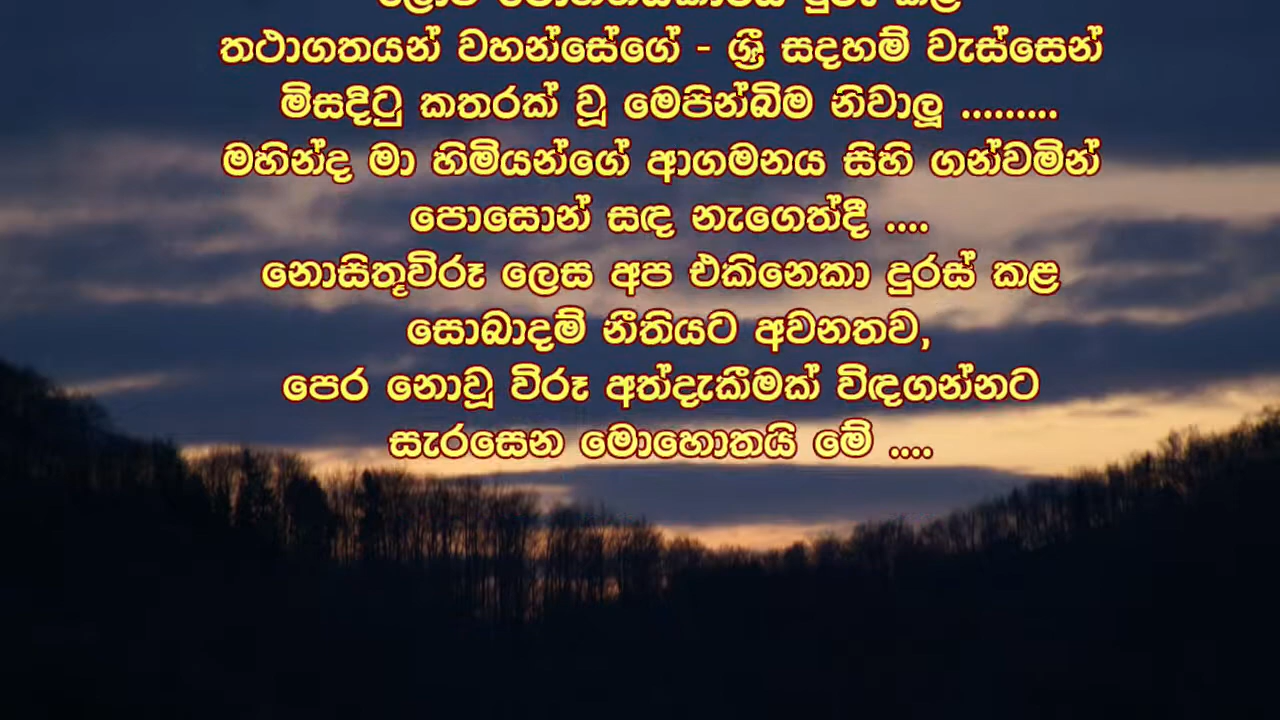 තථාගතයන් වහන්සේගේ - ශ්‍රී සදහම් වැස්සෙන්
මිසදිටු කතරක් වූ මෙපින්බිම නිවාලූ .........
මහින්ද මා හිමියන්ගේ ආගමනය සිහි ගන්වමින්
පොසොන් සඳ නැගෙත්දී ....
නොසිතූවිරූ ලෙස අප එකිනෙකා දුරස් කළ
සොබාදම් නීතියට අවනතව,
පෙර නොවූ විරූ අත්දැකීමක් විඳගන්නට
සැරසෙන මොහොතයි මේ ....